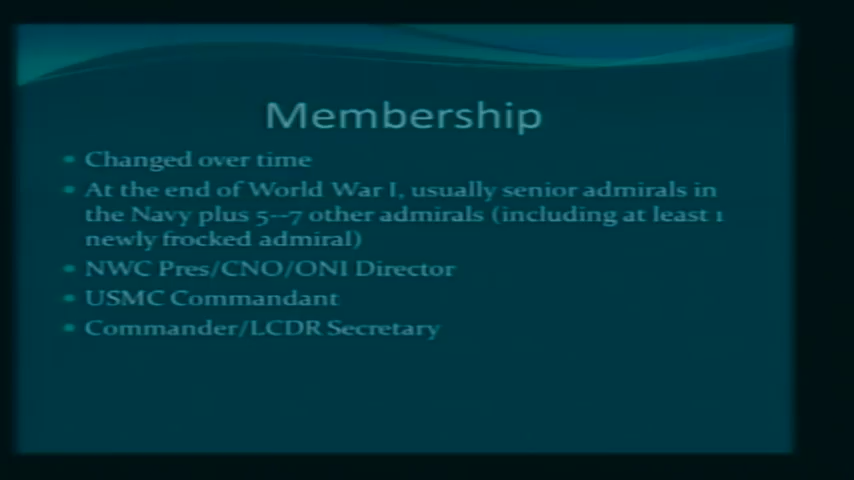 Membership
Changed over time
At the end of World War I, usually senior admirals in
the Navy plus 5--7 other admirals (including at least 1
newly frocked admiral)
NWC Pres/CNO/ONI Director
USMC Commandant
Commander/LCDR Secretary